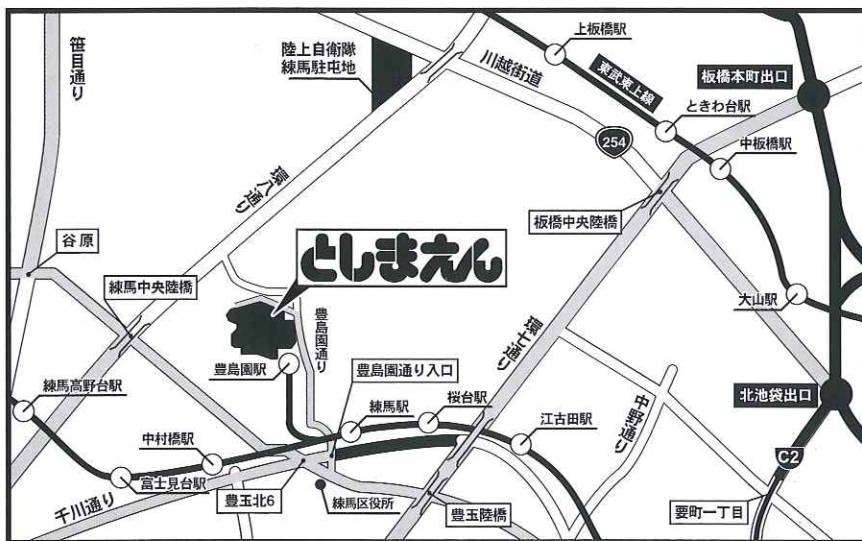 笹目通り
陸上自衛隊
練馬駐屯地
川越街道
上板橋駅
東武東上線
板橋本町出口
ときわ台駅
254
中板橋駅
環八通り
谷原
としまえん
板橋中央陸橋
練馬中央陸橋
大山駅
豊島園通り
環七通り
豊島園駅
豊島園通り入口
練馬高野台駅
桜台駅
練馬駅
中野通り
北池袋出口
江古田駅
中村橋駅
C2
富士見台駅
千川通り
豊玉北6
練馬区役所
豊玉陸橋
要町一丁目